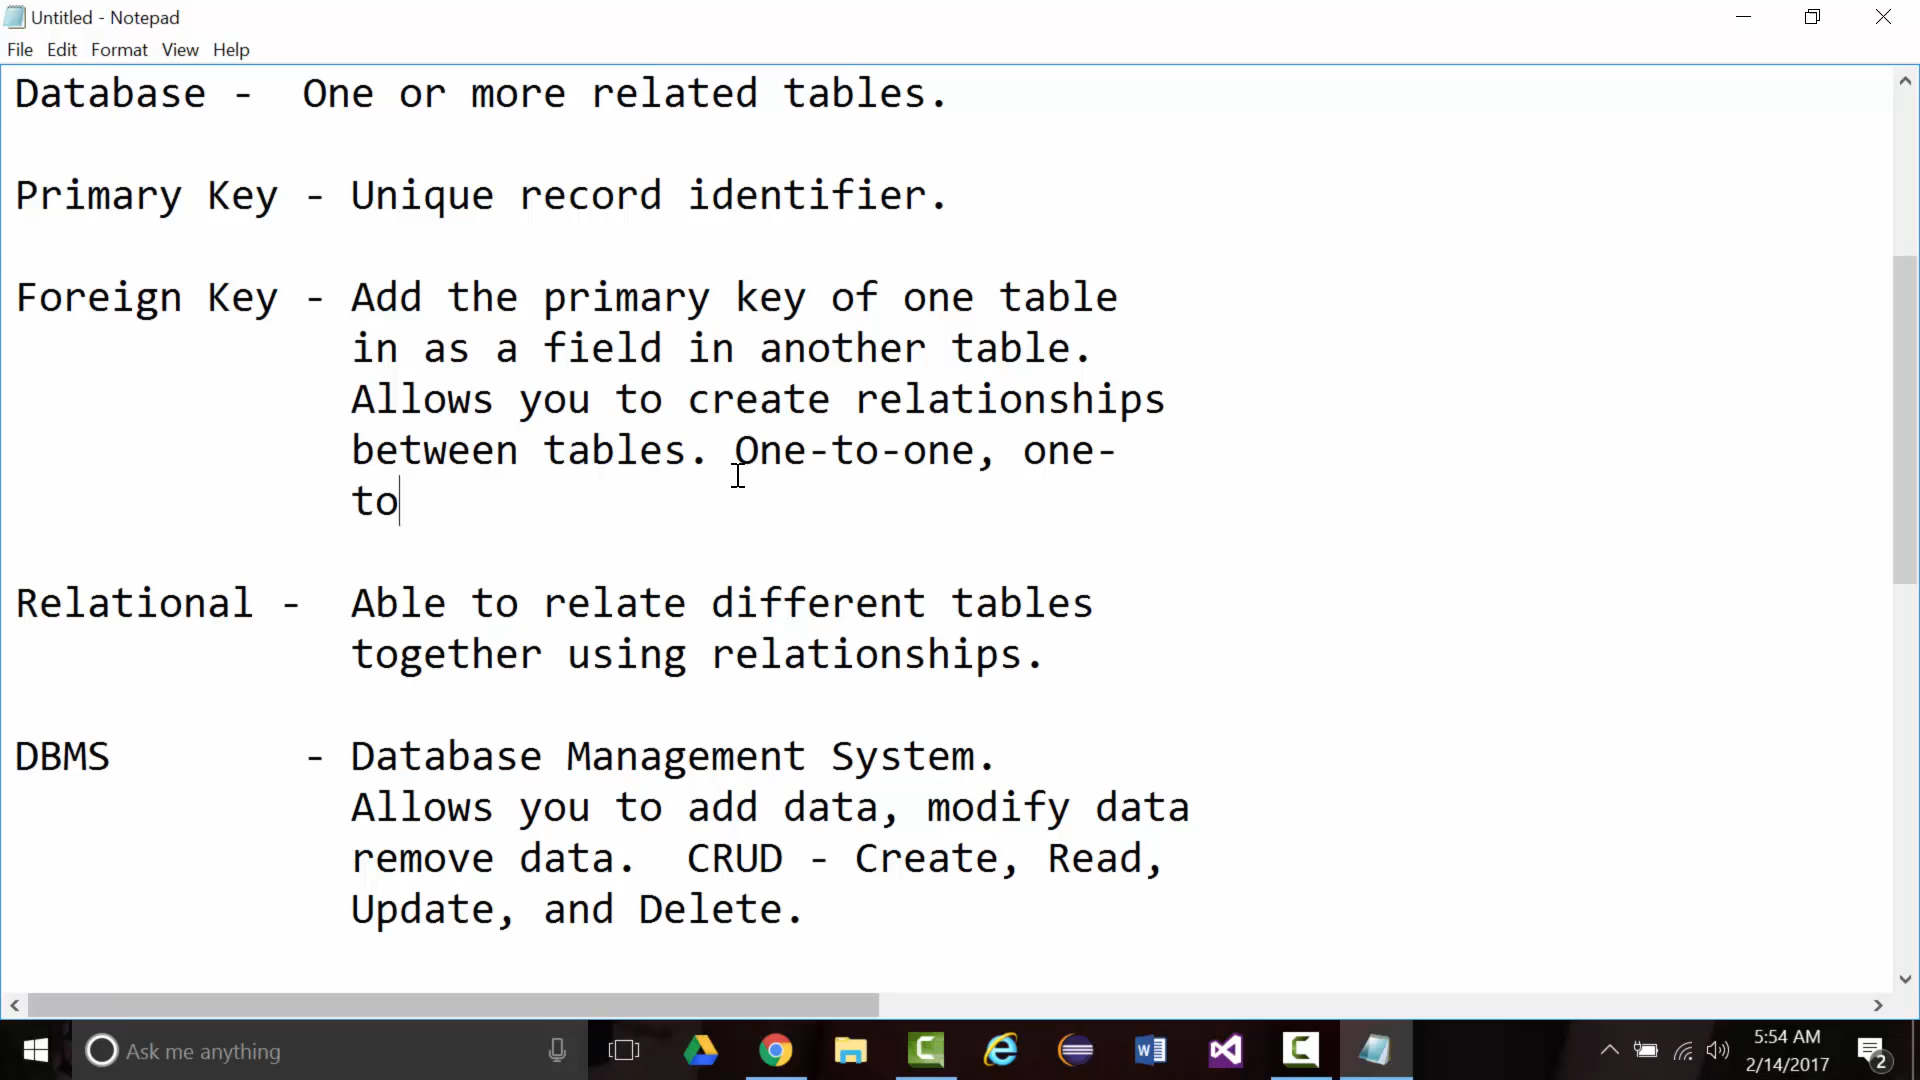 Untitled - Notepad
File Edit Format View Help
Database -  One or more related tables.
Primary Key - Unique record identifier.
Foreign Key - Add the primary key of one table
in as a field in another table.
Allows you to create relationships
between tables. One-to-one, one-
to
Relational -  Able to relate different tables
together using relationships.
DBMS        - Database Management System.
Allows you to add data, modify data
remove data.  CRUD - Create, Read,
Update, and Delete.
Ask me anything
5:54 AM
2/14/2017
2